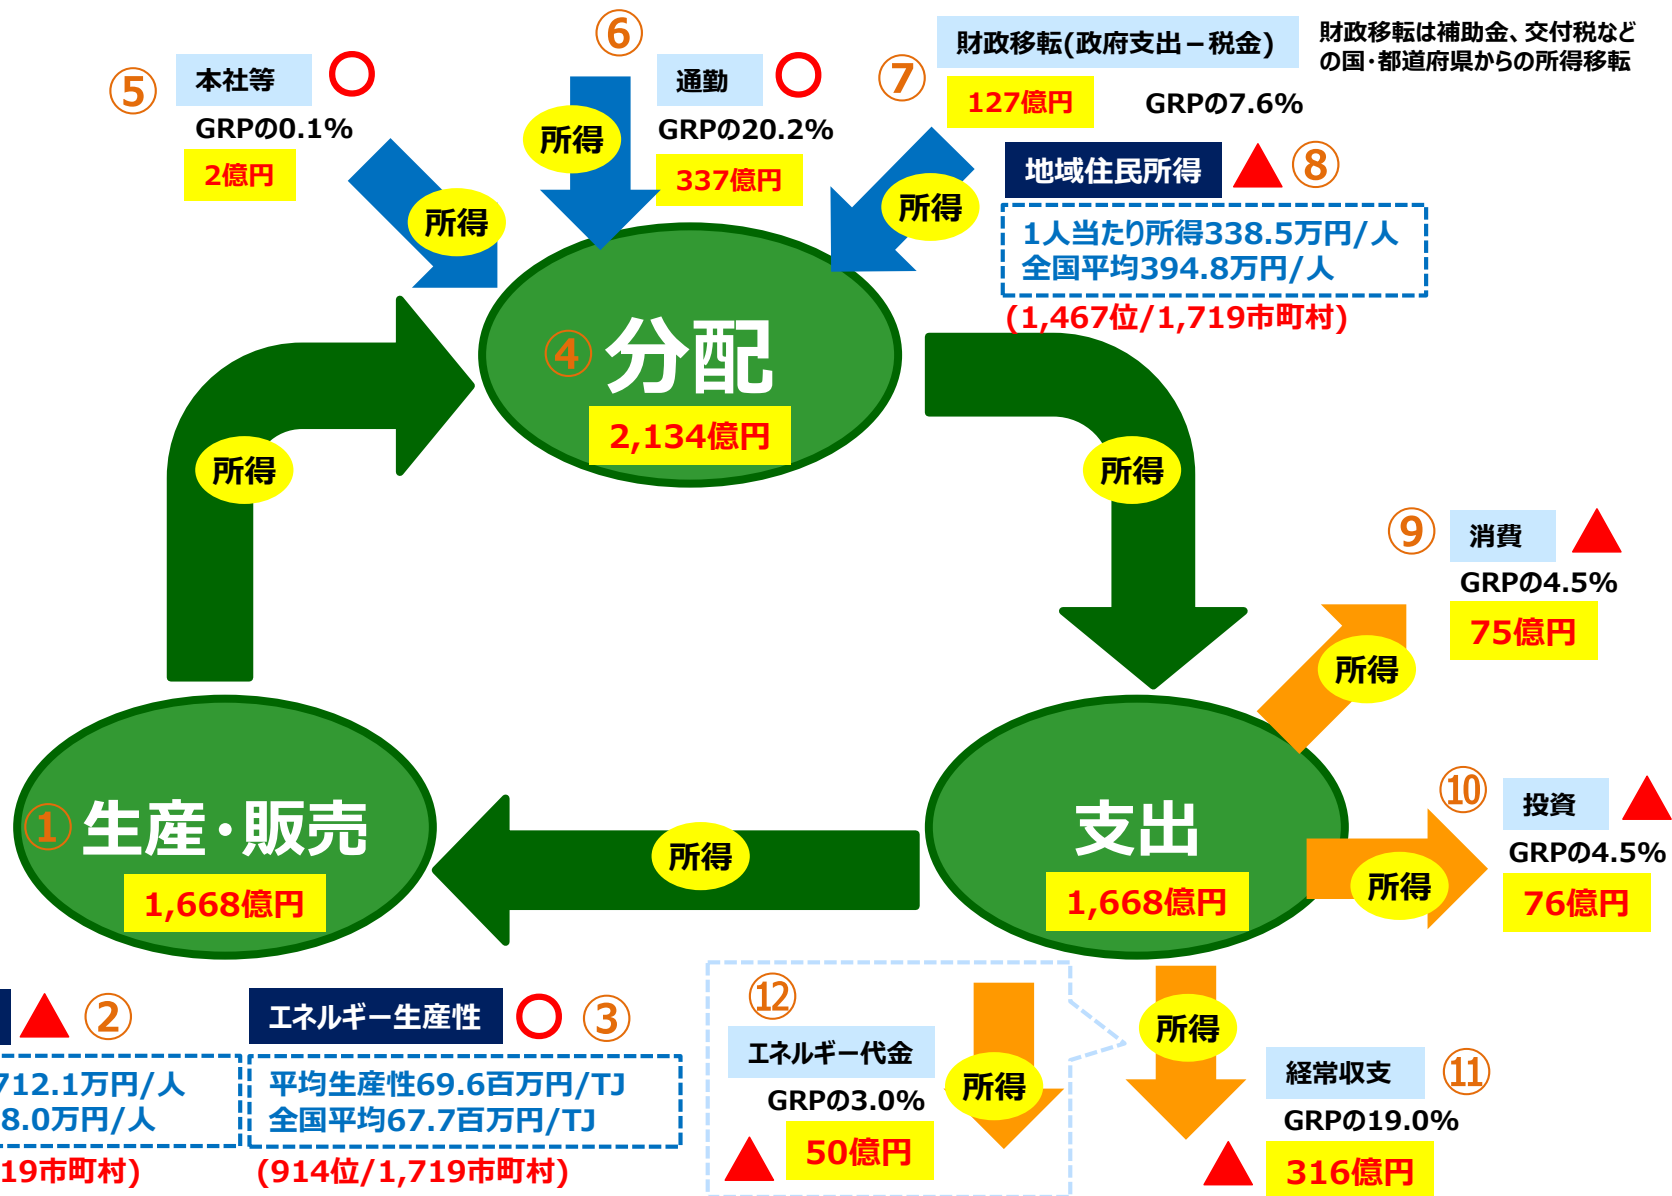 ⑥
財政移転(政府支出－税金)
財政移転は補助金、交付税など
の国・都道府県からの所得移転
⑤
本社等
通勤
⑦
127億円
GRPの7.6%
GRPの0.1%
GRPの20.2%
所得
2億円
337億円
地域住民所得
⑧
所得
所得
1人当たり所得338.5万円/人
全国平均394.8万円/人
(1,467位/1,719市町村)
④
分配
2,134億円
所得
所得
⑨
消費
GRPの4.5%
75億円
所得
①
生産・販売
1,668億円
所得
支出
1,668億円
⑩
投資
GRPの4.5%
所得
76億円
②
712.1万円/人
8.0万円/人
19市町村)
エネルギー生産性
③
平均生産性69.6百万円/TJ
全国平均67.7百万円/TJ
(914位/1,719市町村)
⑫
エネルギー代金
GRPの3.0%
50億円
所得
所得
経常収支
⑪
GRPの19.0%
316億円